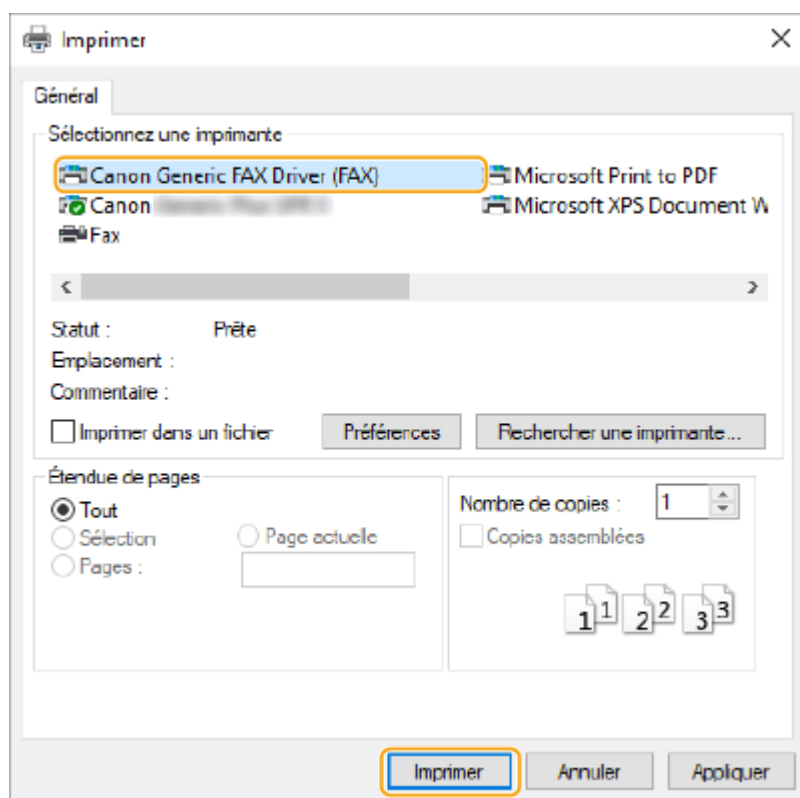 Imprimer
Général
Sélectionnez une imprimante
Canon Generic FAX Driver (FAX)
Microsoft Print to PDF
Canon
Microsoft XPS Document W
Fax
Statut : Prête
Emplacement :
Commentaire :
Imprimer dans un fichier
Préférences
Rechercher une imprimante...
Étendue de pages
Tout
Sélection
Page actuelle
Pages :
Nombre de copies : 1
Copies assemblées
1 1 2 2 3 3
Imprimer
Annuler
Appliquer